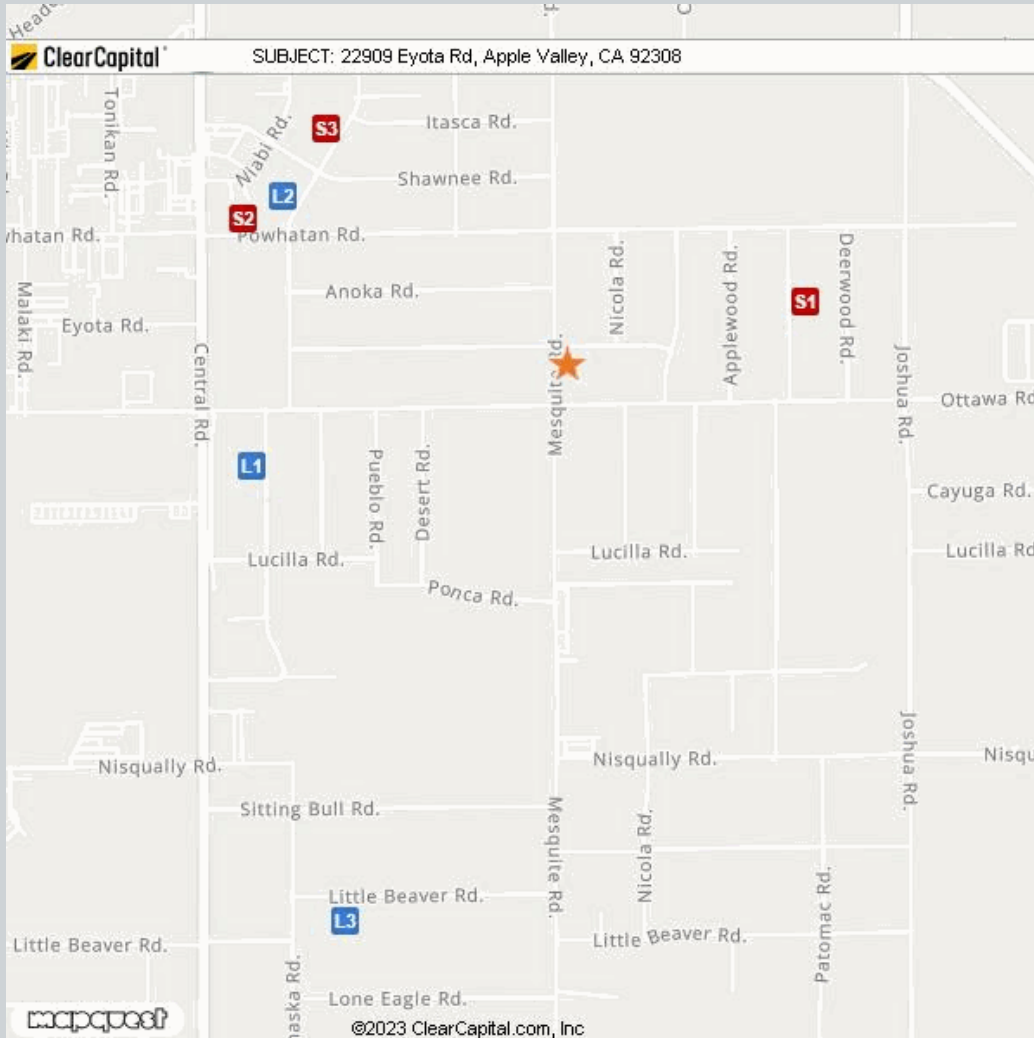 ClearCapital
SUBJECT: 22909 Eyota Rd, Apple Valley, CA 92308
Tonikan Rd.
Niabi Rd.
S3
Itasca Rd.
Shawnee Rd.
L2
S2
Powhatan Rd.
Anoka Rd.
Nicola Rd.
Applewood Rd.
Deerwood Rd.
S1
Malaki Rd.
Eyota Rd.
Central Rd.
Mesquite Rd.
Joshua Rd.
Ottawa Rd
L1
Pueblo Rd.
Desert Rd.
Cayuga Rd.
Lucilla Rd.
Lucilla Rd.
Lucilla Rd
Ponca Rd.
Nisqually Rd.
Nisqually Rd.
Nisqu
Joshua Rd.
Sitting Bull Rd.
Mesquite Rd.
Nicola Rd.
Little Beaver Rd.
L3
Patomac Rd.
Little Beaver Rd.
Little Beaver Rd.
Lone Eagle Rd.
mapquest
©2023 ClearCapital.com, Inc